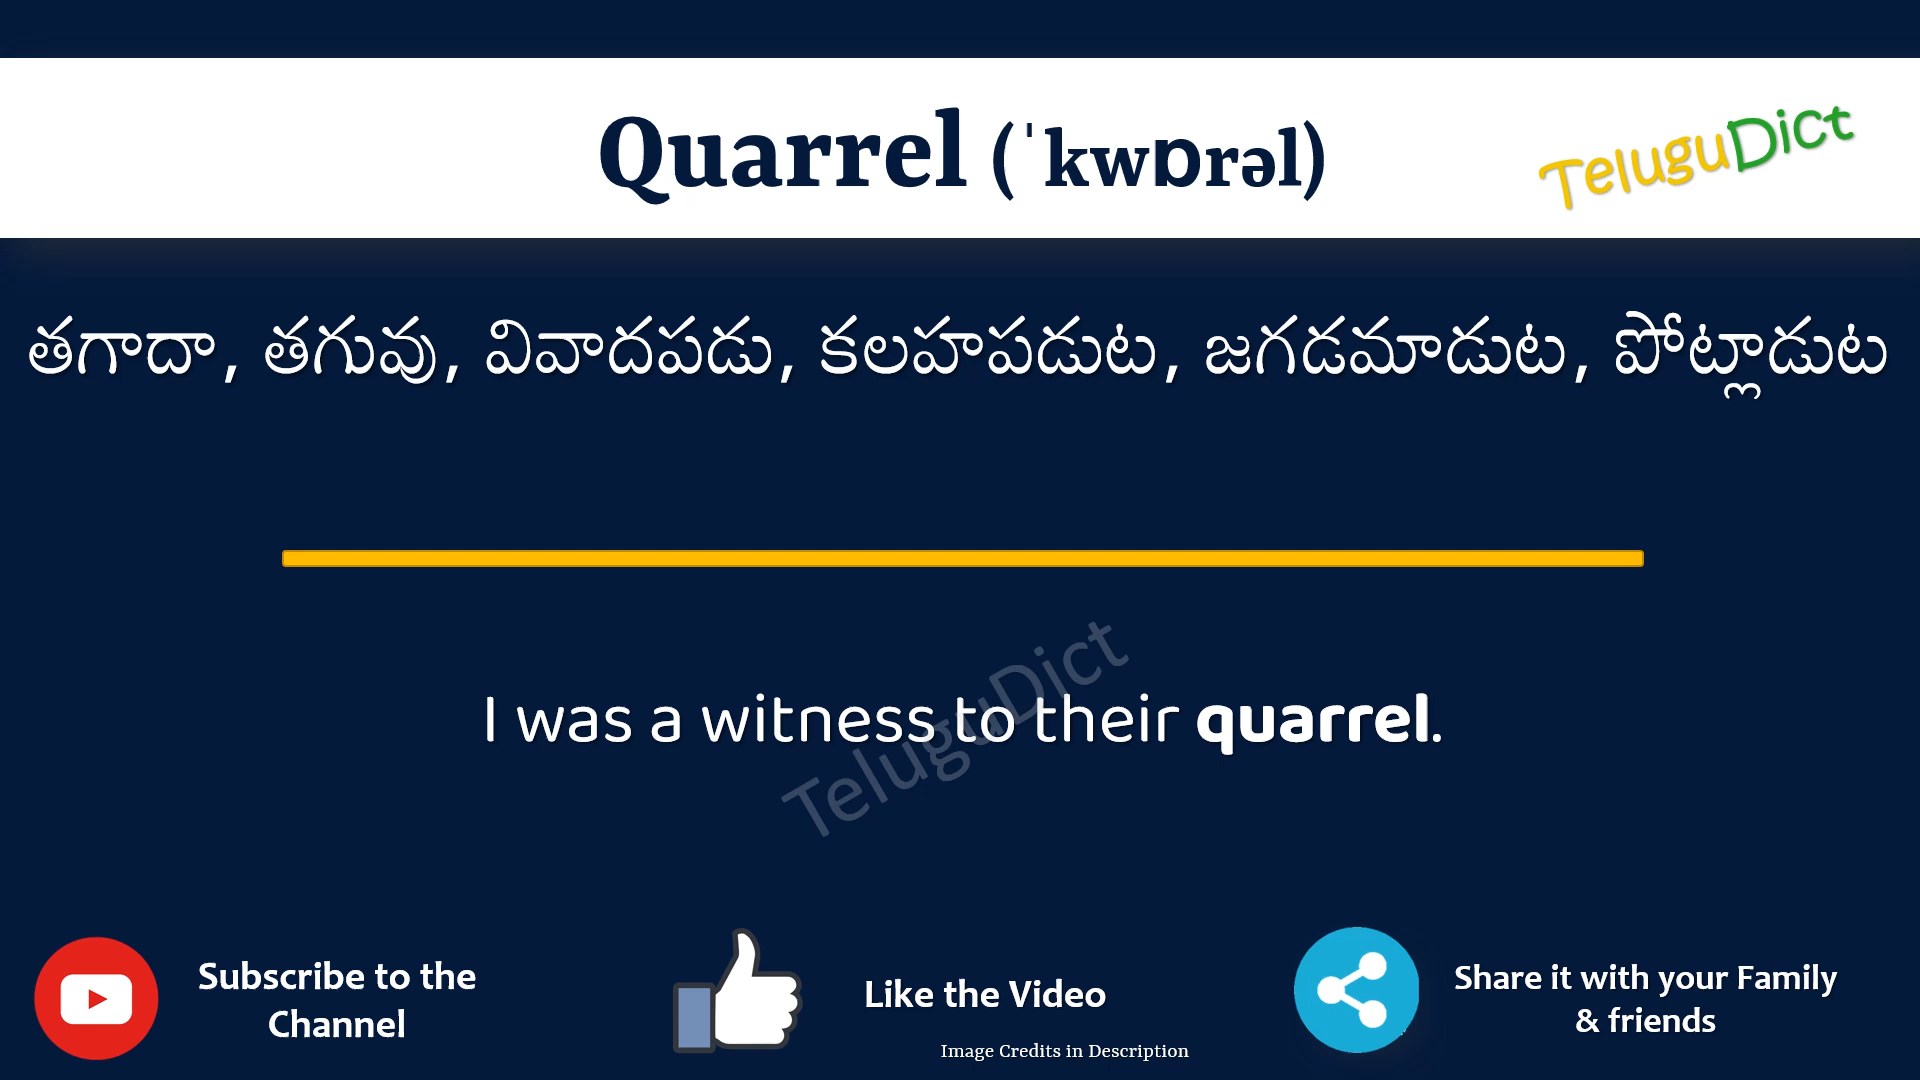 Quarrel (ˈkwɒrəl)
TeluguDict
తగాదా, తగువు, వివాదపడు, కలహపడుట, జగడమాడుట, పోట్లాడుట
I was a witness to their quarrel.
TeluguDict
Subscribe to the
Channel
Like the Video
Share it with your Family
& friends
Image Credits in Description